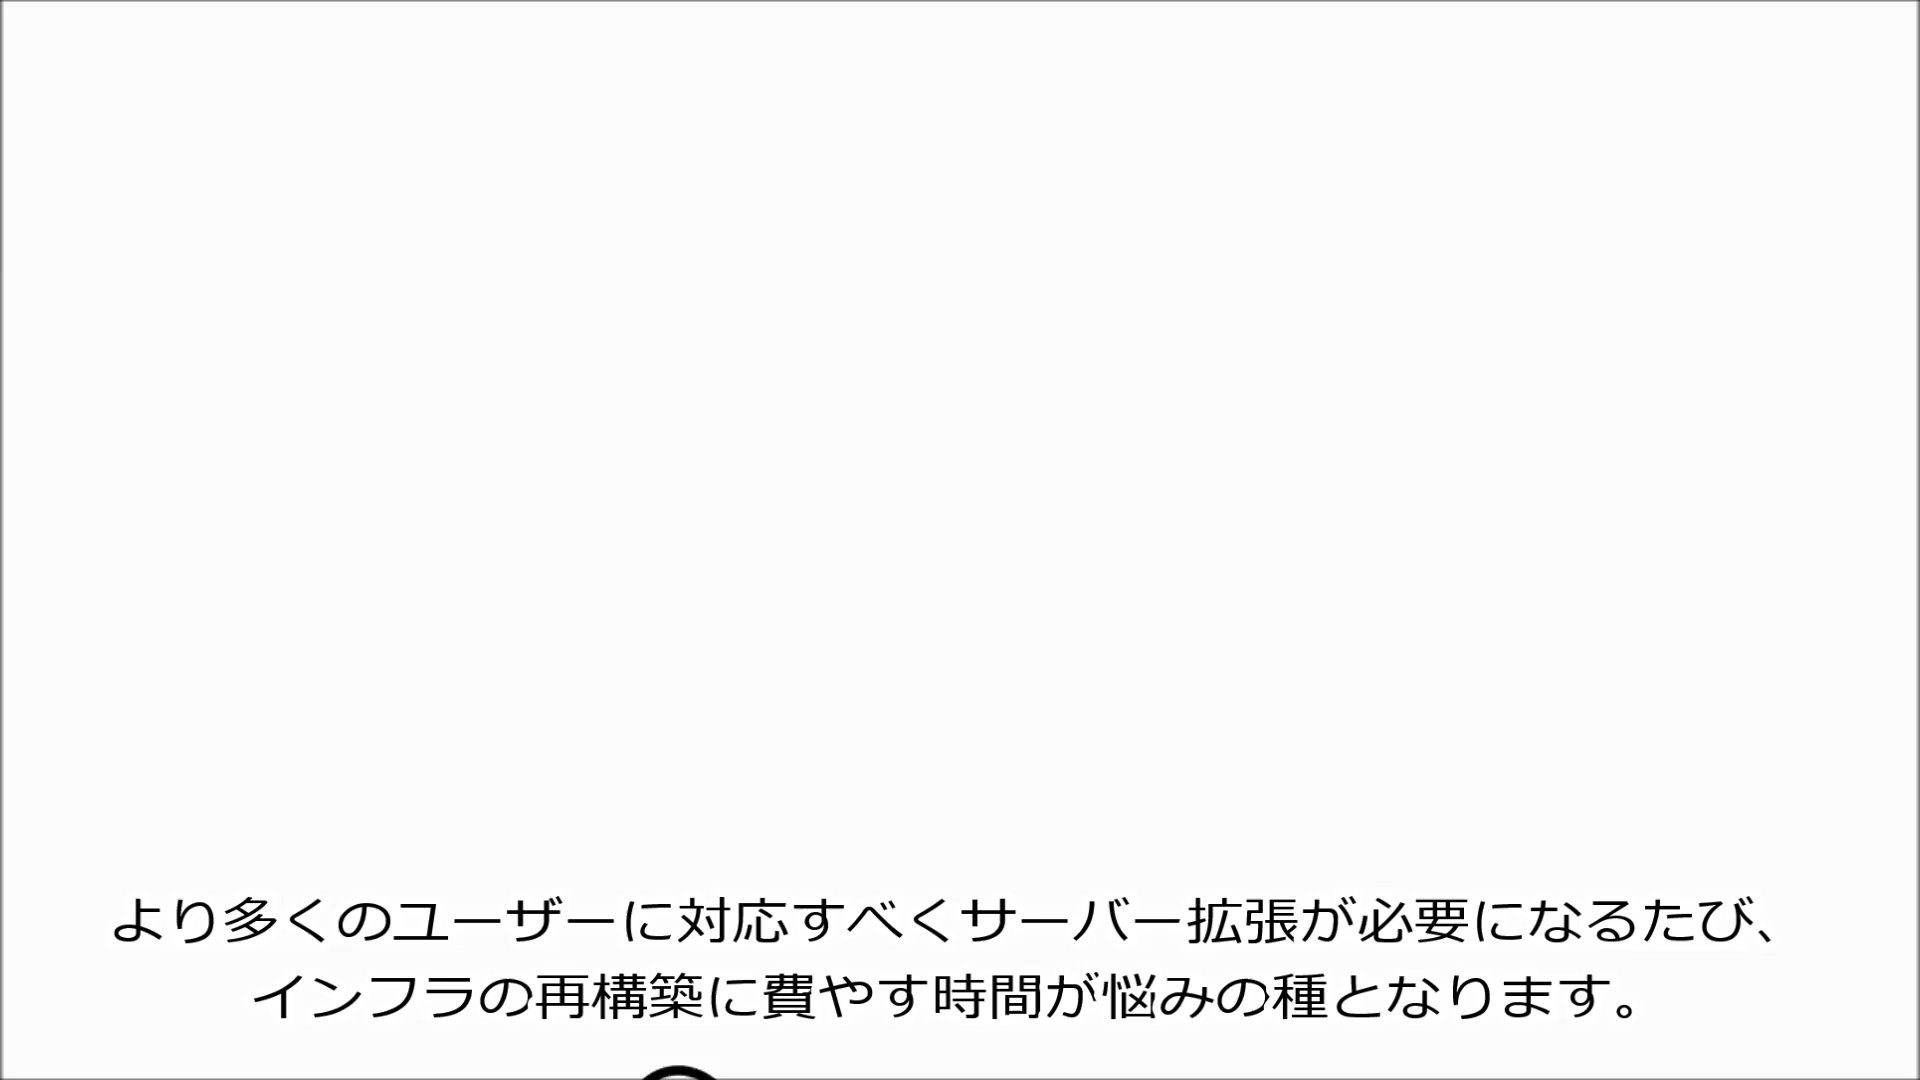 より多くのユーザーに対応すべくサーバー拡張が必要になるたび、
インフラの再構築に費やす時間が悩みの種となります。